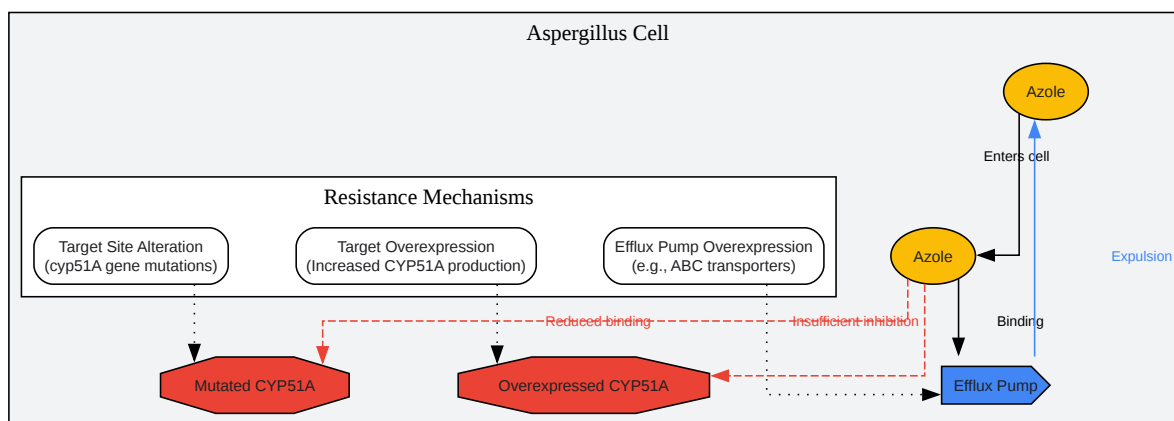 Aspergillus Cell
Azole
Enters cell
Resistance Mechanisms
Target Site Alteration
(cyp51A gene mutations)
Target Overexpression
(Increased CYP51A production)
Efflux Pump Overexpression
(e.g., ABC transporters)
Azole
Expulsion
Reduced binding
Insufficient inhibition
Binding
Mutated CYP51A
Overexpressed CYP51A
Efflux Pump